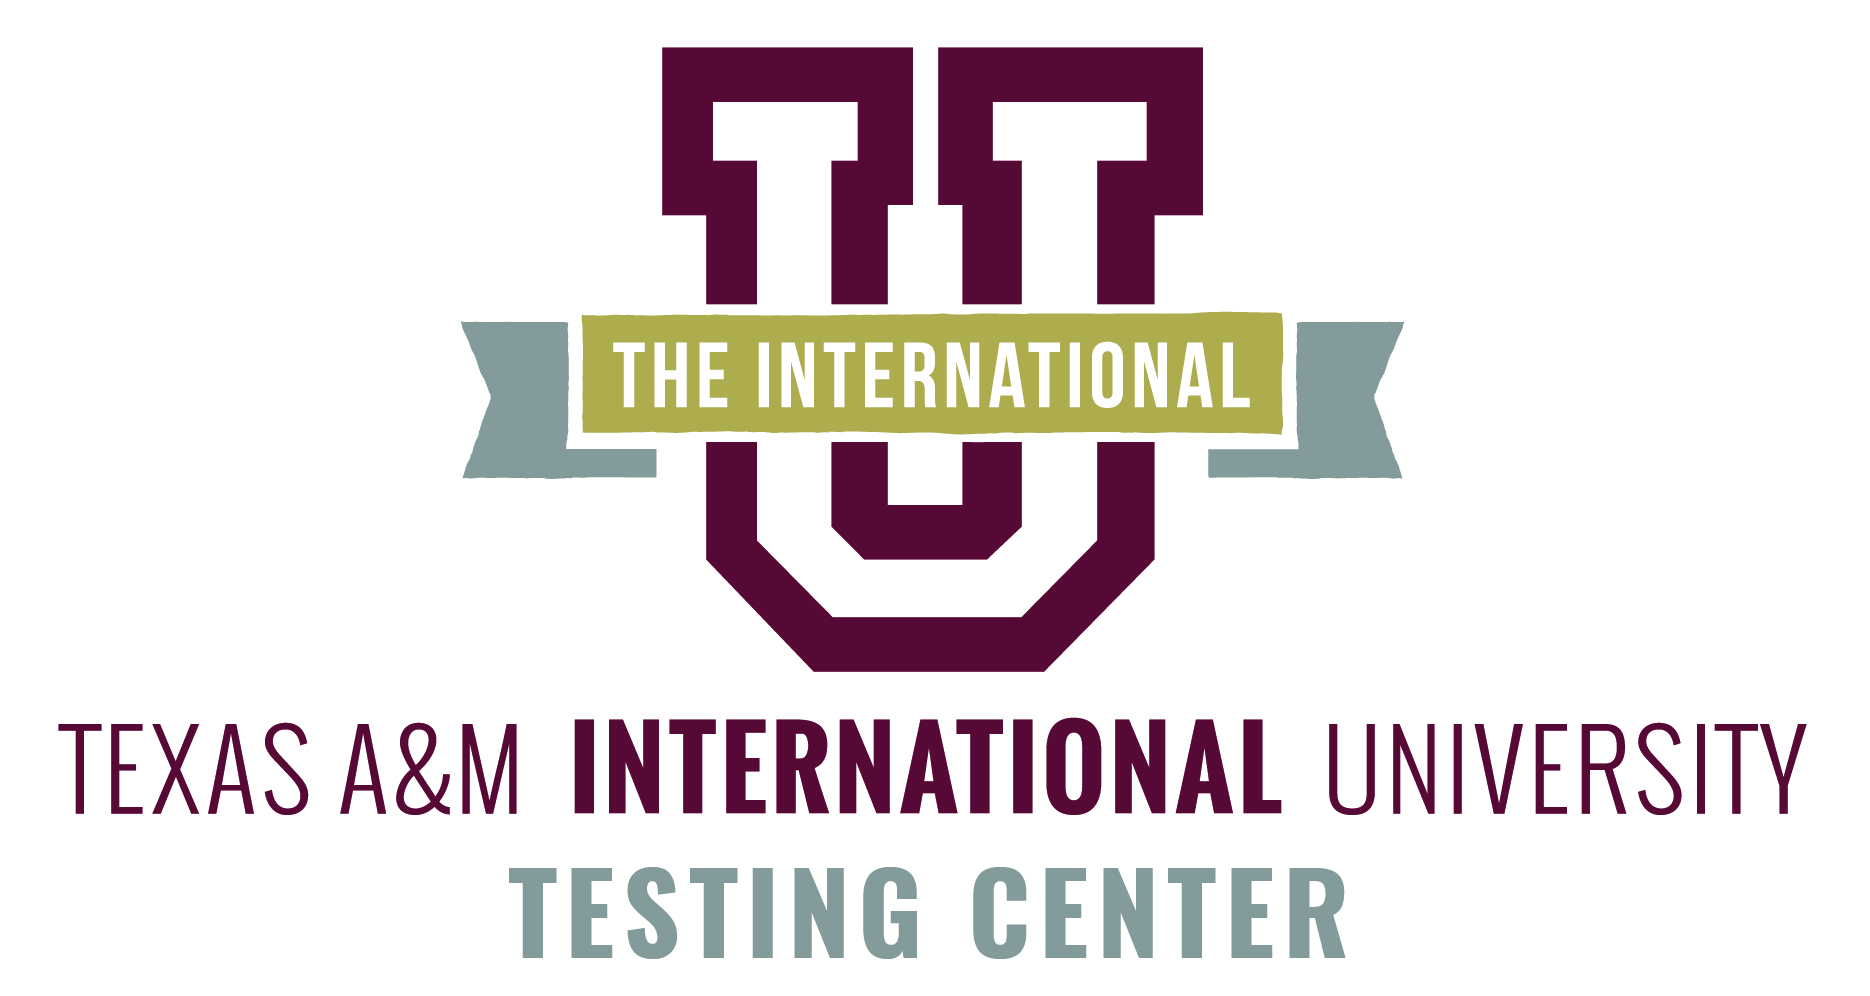 U
THE INTERNATIONAL
TEXAS A&M INTERNATIONAL UNIVERSITY
TESTING CENTER